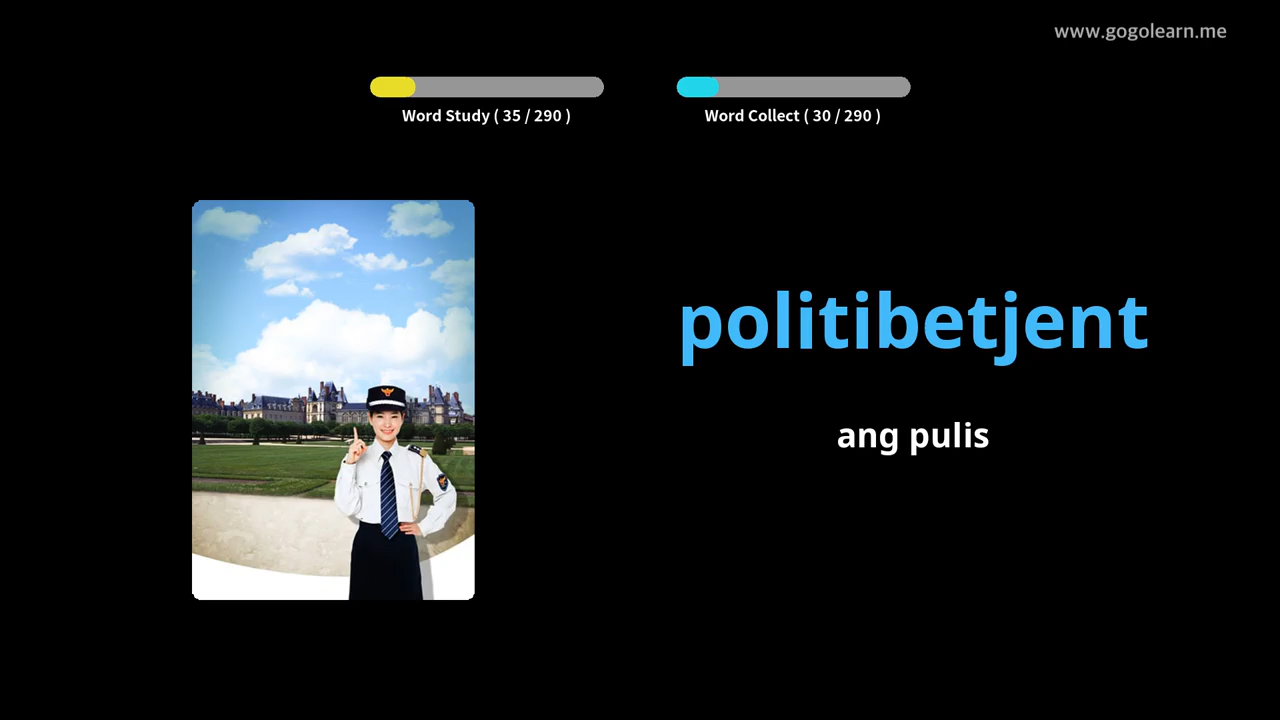 www.gogolearn.me
Word Study ( 35 / 290 )
Word Collect ( 30 / 290 )
politibetjent
ang pulis